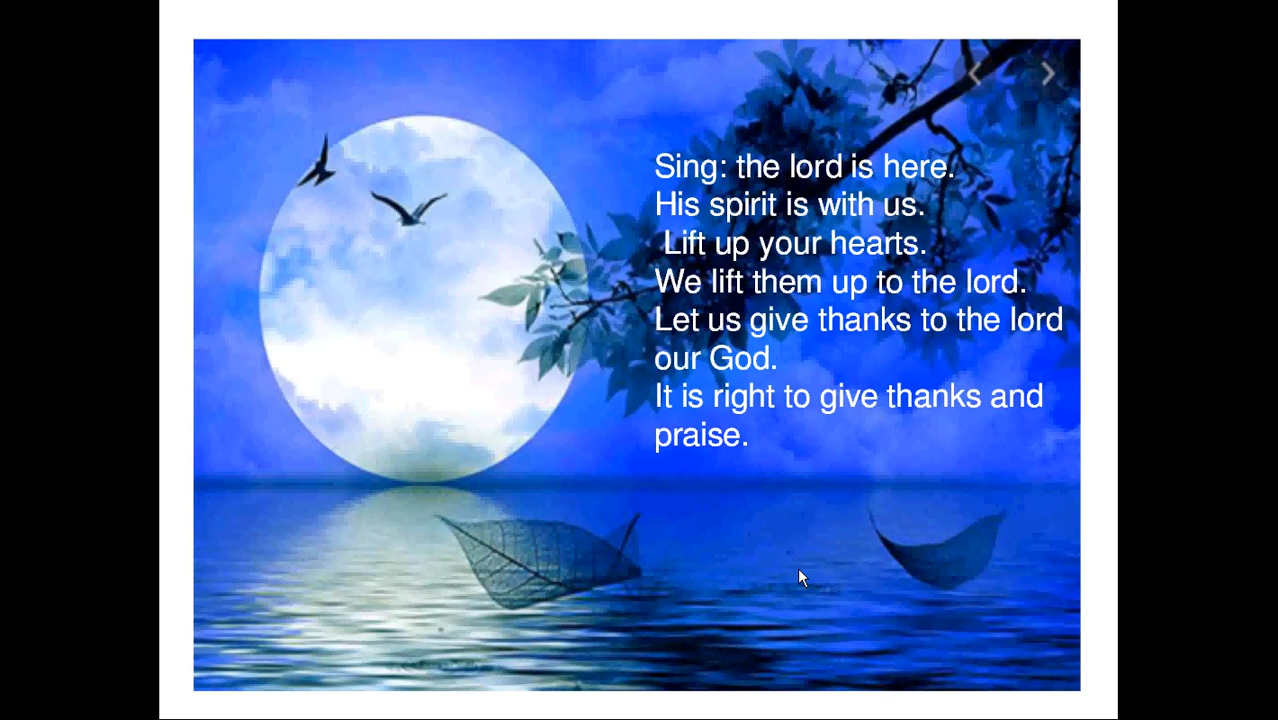 Sing: the lord is here.
His spirit is with us.
Lift up your hearts.
We lift them up to the lord.
Let us give thanks to the lord
our God.
It is right to give thanks and
praise.